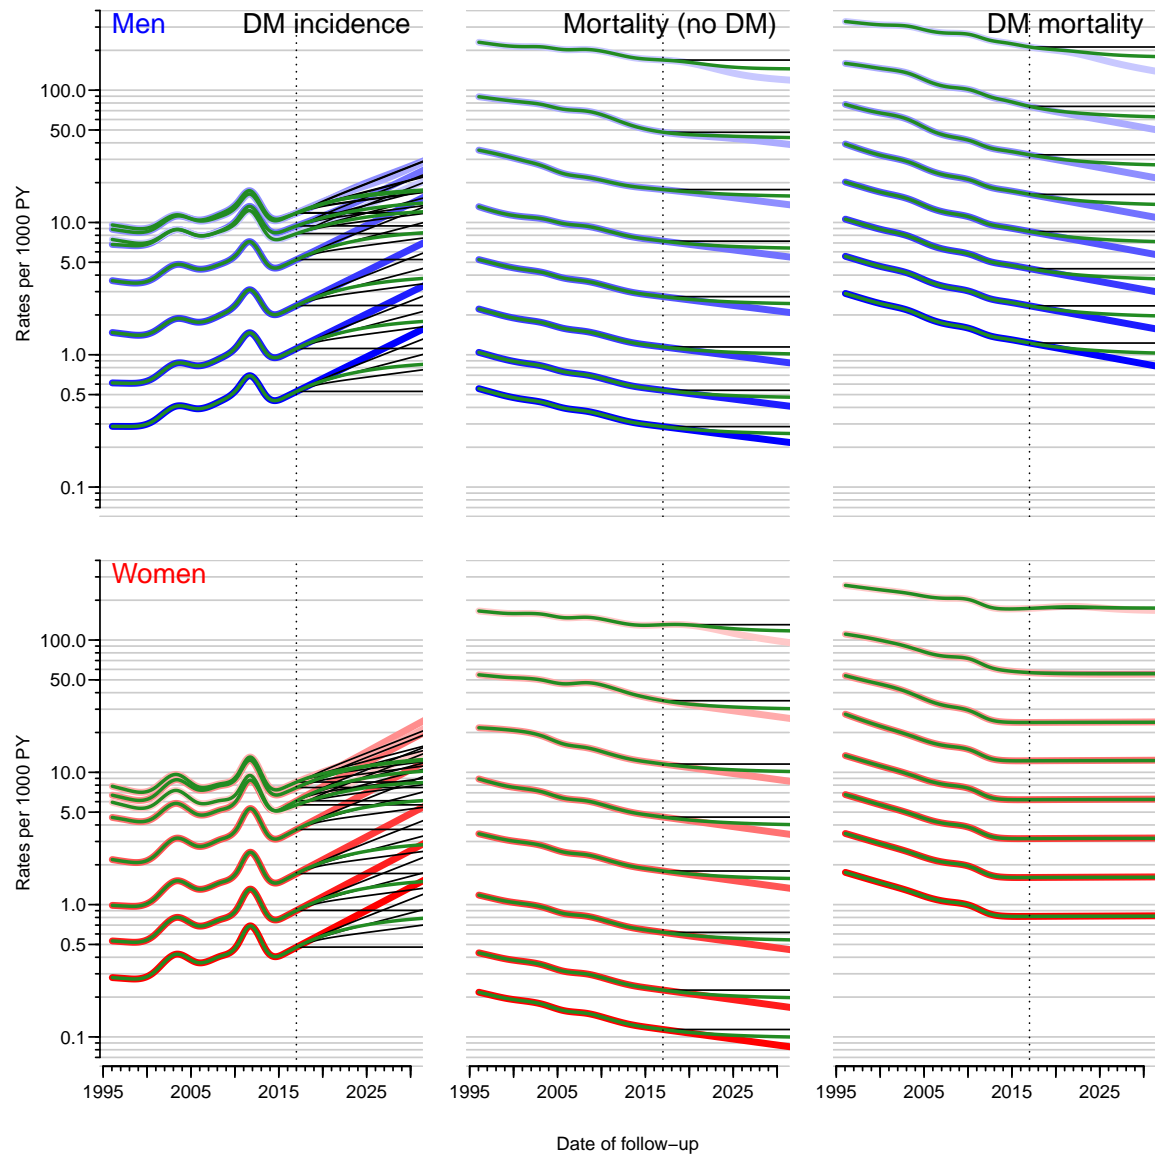 Men DM incidence Mortality (no DM) DM mortality
100.0
50.0
10.0
5.0
1.0
0.5
0.1
Rates per 1000 PY
Women
100.0
50.0
10.0
5.0
1.0
0.5
0.1
Rates per 1000 PY
1995 2005 2015 2025 1995 2005 2015 2025 1995 2005 2015 2025
Date of follow−up